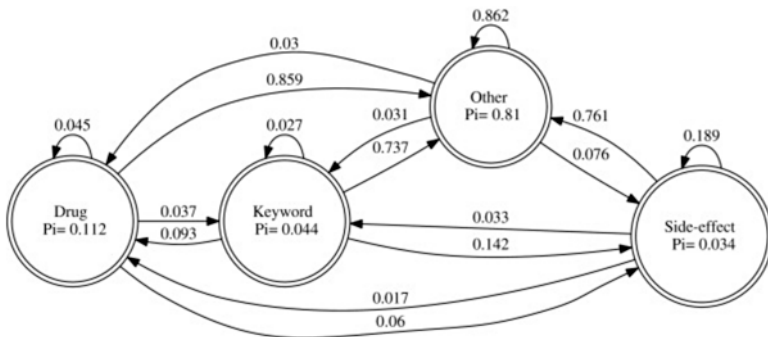 0.862
0.03
0.859
Other
Pi= 0.81
0.045
0.031
0.027
0.737
0.761
0.076
0.189
Drug
Pi= 0.112
0.037
0.093
Keyword
Pi= 0.044
0.033
0.142
Side-effect
Pi= 0.034
0.017
0.06